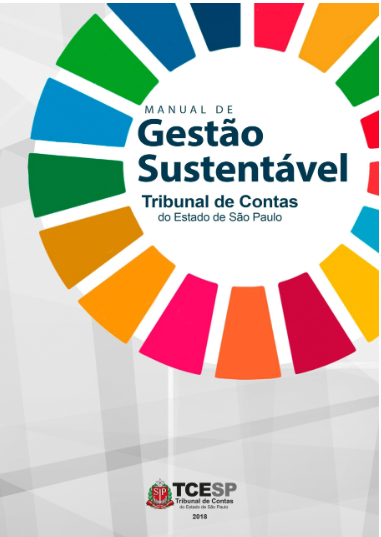 MANUAL DE
Gestão
Sustentável
Tribunal de Contas
do Estado de São Paulo
TCESP
Tribunal de Contas
do Estado de São Paulo
2018